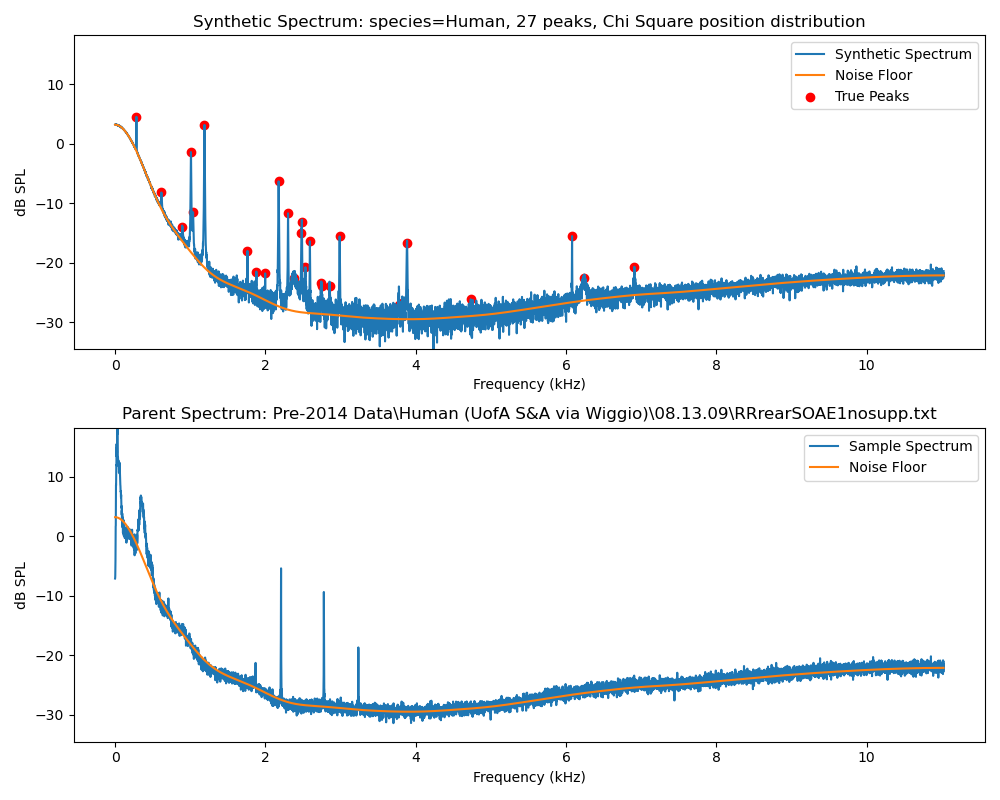 Synthetic Spectrum: species=Human, 27 peaks, Chi Square position distribution
Synthetic Spectrum
Noise Floor
True Peaks
dB SPL
10
0
−10
−20
−30
0 2 4 6 8 10
Frequency (kHz)
Parent Spectrum: Pre-2014 Data\Human (UofA S&A via Wiggio)\08.13.09\RRrearSOAE1nosupp.txt
Sample Spectrum
Noise Floor
dB SPL
10
0
−10
−20
−30
0 2 4 6 8 10
Frequency (kHz)